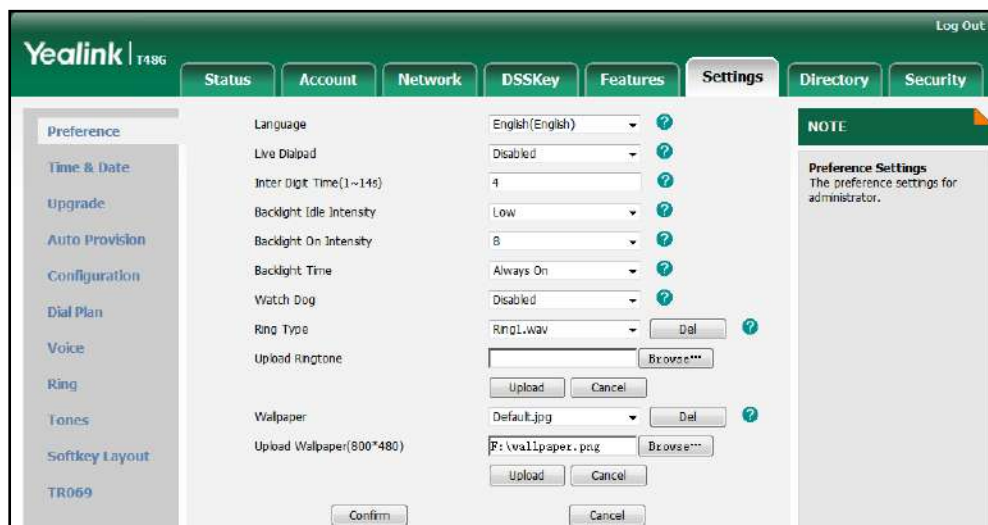 Log Out
Yealink | T48G
Status Account Network DSSKey Features Settings Directory Security
Preference
Time & Date
Upgrade
Auto Provision
Configuration
Dial Plan
Voice
Ring
Tones
Softkey Layout
TR069
Language English(English) ?
Live Dialpad Disabled ?
Inter Digit Time(1~14s) 4 ?
Backlight Idle Intensity Low ?
Backlight On Intensity 8 ?
Backlight Time Always On ?
Watch Dog Disabled ?
Ring Type Ring1.wav Del ?
Upload Ringtone Browse...
Upload Cancel
Wallpaper Default.jpg Del ?
Upload Wallpaper(800*480) F:\wallpaper.png Browse...
Upload Cancel
Confirm Cancel
NOTE
Preference Settings
The preference settings for
administrator.